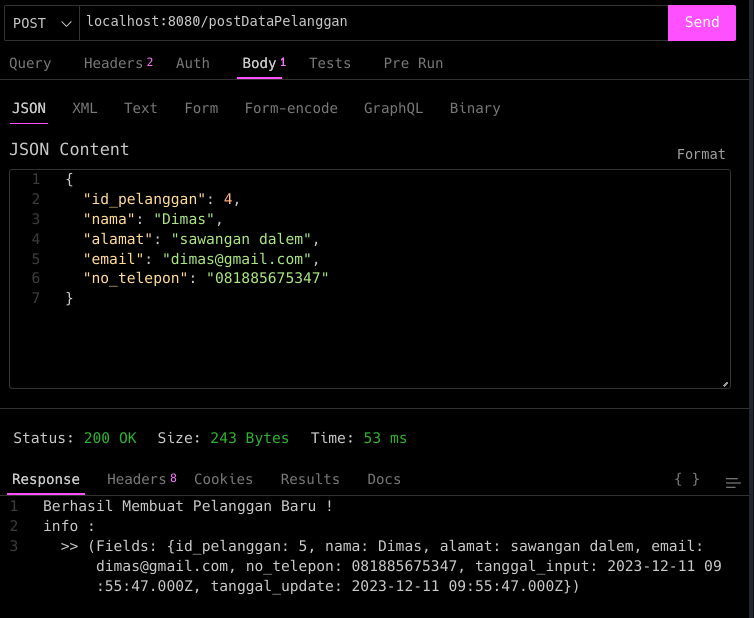 POST localhost:8080/postDataPelanggan Send
Query Headers 2 Auth Body 1 Tests Pre Run
JSON XML Text Form Form-encode GraphQL Binary
JSON Content
Format
1 {
2 "id_pelanggan": 4,
3 "nama": "Dimas",
4 "alamat": "sawangan dalem",
5 "email": "dimas@gmail.com",
6 "no_telepon": "081885675347"
7 }
Status: 200 OK Size: 243 Bytes Time: 53 ms
Response Headers 8 Cookies Results Docs { }
1 Berhasil Membuat Pelanggan Baru !
2 info :
3 >> (Fields: {id_pelanggan: 5, nama: Dimas, alamat: sawangan dalem, email:
dimas@gmail.com, no_telepon: 081885675347, tanggal_input: 2023-12-11 09
:55:47.000Z, tanggal_update: 2023-12-11 09:55:47.000Z})